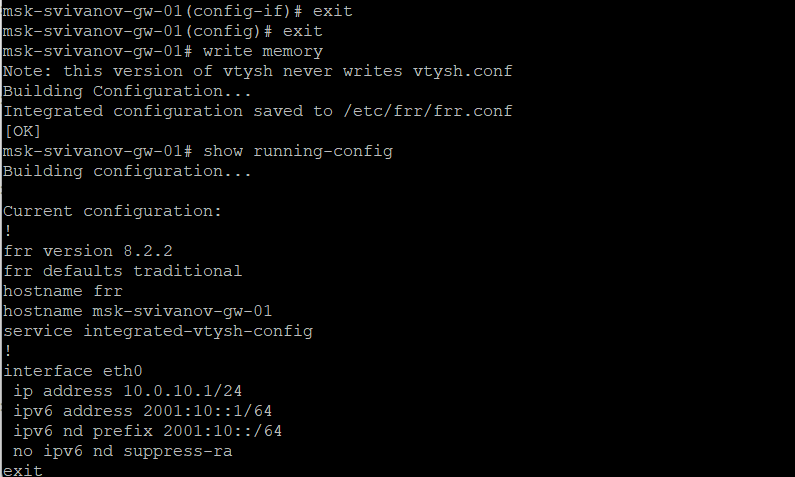 msk-svivanov-gw-01(config-if)# exit
msk-svivanov-gw-01(config)# exit
msk-svivanov-gw-01# write memory
Note: this version of vtysh never writes vtysh.conf
Building Configuration...
Integrated configuration saved to /etc/frr/frr.conf
[OK]
msk-svivanov-gw-01# show running-config
Building configuration...

Current configuration:
!
frr version 8.2.2
frr defaults traditional
hostname frr
hostname msk-svivanov-gw-01
service integrated-vtysh-config
!
interface eth0
 ip address 10.0.10.1/24
 ipv6 address 2001:10::1/64
 ipv6 nd prefix 2001:10::/64
 no ipv6 nd suppress-ra
exit